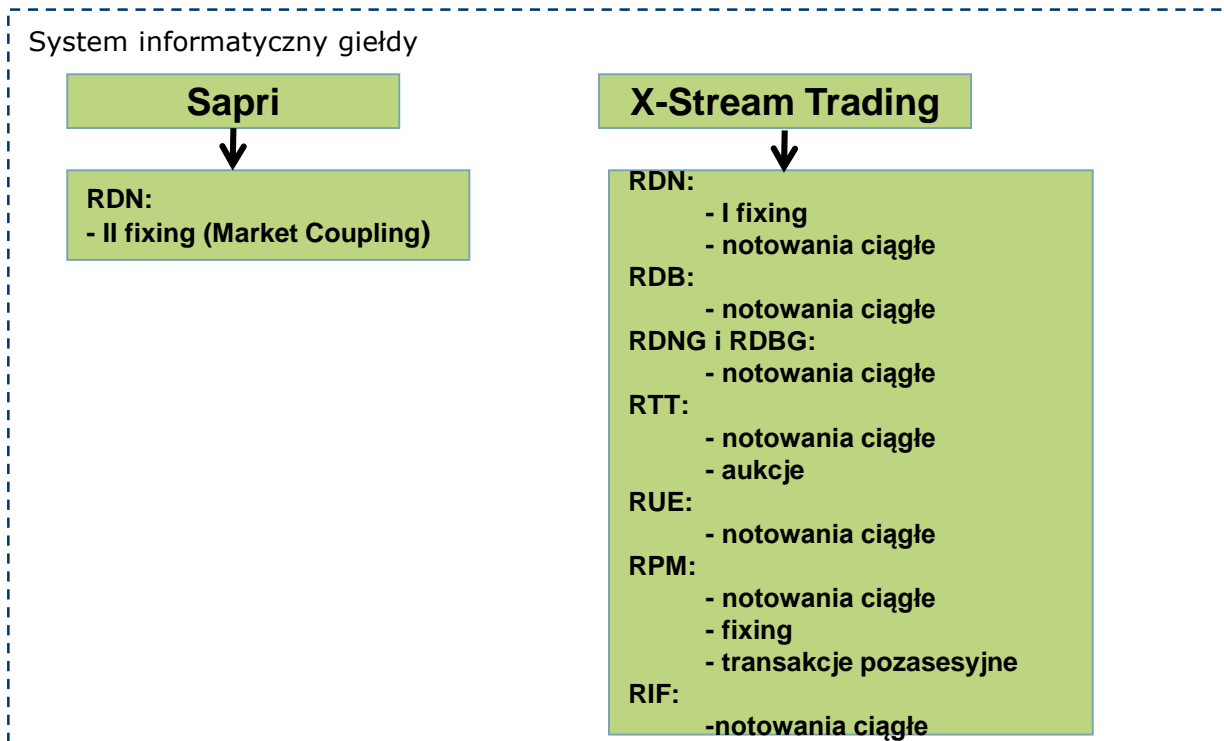 System informatyczny giełdy
Sapri
RDN:
- II fixing (Market Coupling)
X-Stream Trading
RDN:
- I fixing
- notowania ciągłe
RDB:
- notowania ciągłe
RDNG i RDBG:
- notowania ciągłe
RTT:
- notowania ciągłe
- aukcje
RUE:
- notowania ciągłe
RPM:
- notowania ciągłe
- fixing
- transakcje pozasesyjne
RIF:
-notowania ciągłe